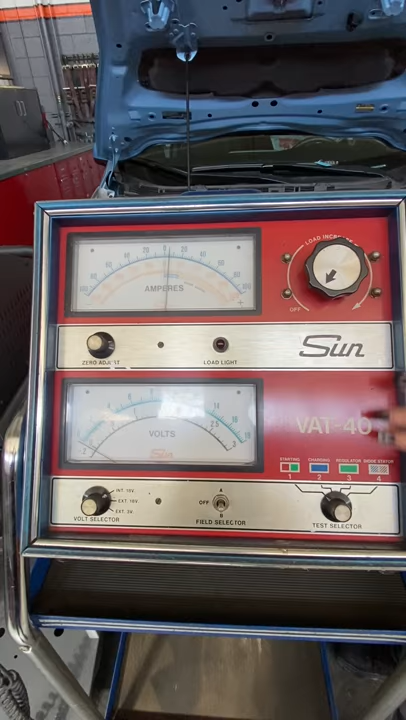 AMPERES
LOAD INCREASE
OFF
ZERO ADJUST
LOAD LIGHT
Sun
VOLTS
Sun
VAT-40
STARTING CHARGING REGULATOR DIODE STATOR
1 2 3 4
INT. 18V
EXT. 18V
EXT. 3V
VOLT SELECTOR
A
OFF
B
FIELD SELECTOR
TEST SELECTOR